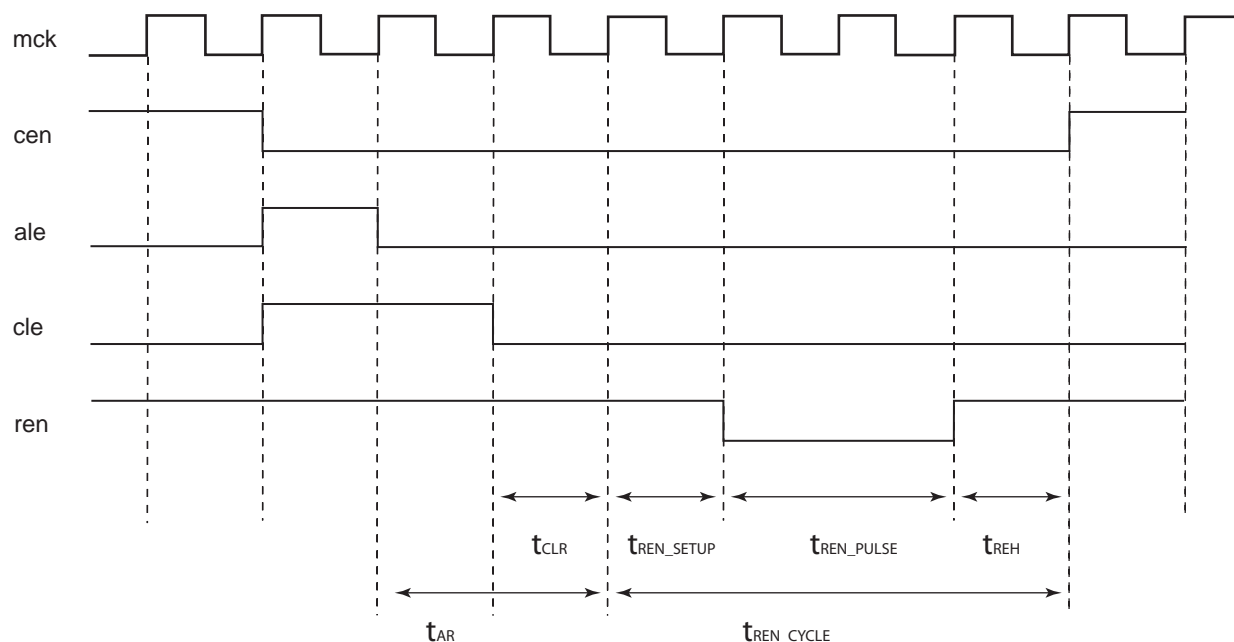 mck
cen
ale
cle
ren
tCLR tREN_SETUP tREN_PULSE tREH
tAR tREN_CYCLE